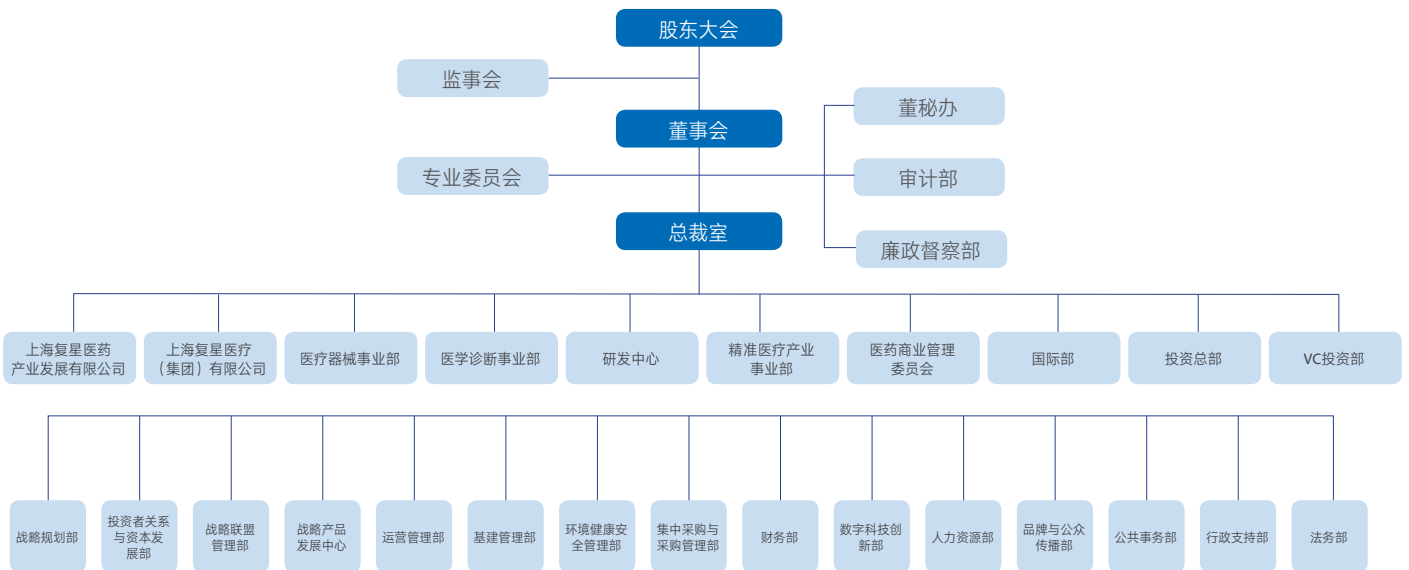 股东大会
监事会
董秘办
董事会
专业委员会
审计部
总裁室
廉政督察部
上海复星医药
产业发展有限公司
上海复星医疗
（集团）有限公司
医疗器械事业部
医学诊断事业部
研发中心
精准医疗产业
事业部
医药商业管理
委员会
国际部
投资总部
VC投资部
战略规划部
投资者关系
与资本发
展部
战略联盟
管理部
战略产品
发展中心
运营管理部
基建管理部
环境健康安
全管理部
集中采购与
采购管理部
财务部
数字科技创
新部
人力资源部
品牌与公众
传播部
公共事务部
行政支持部
法务部